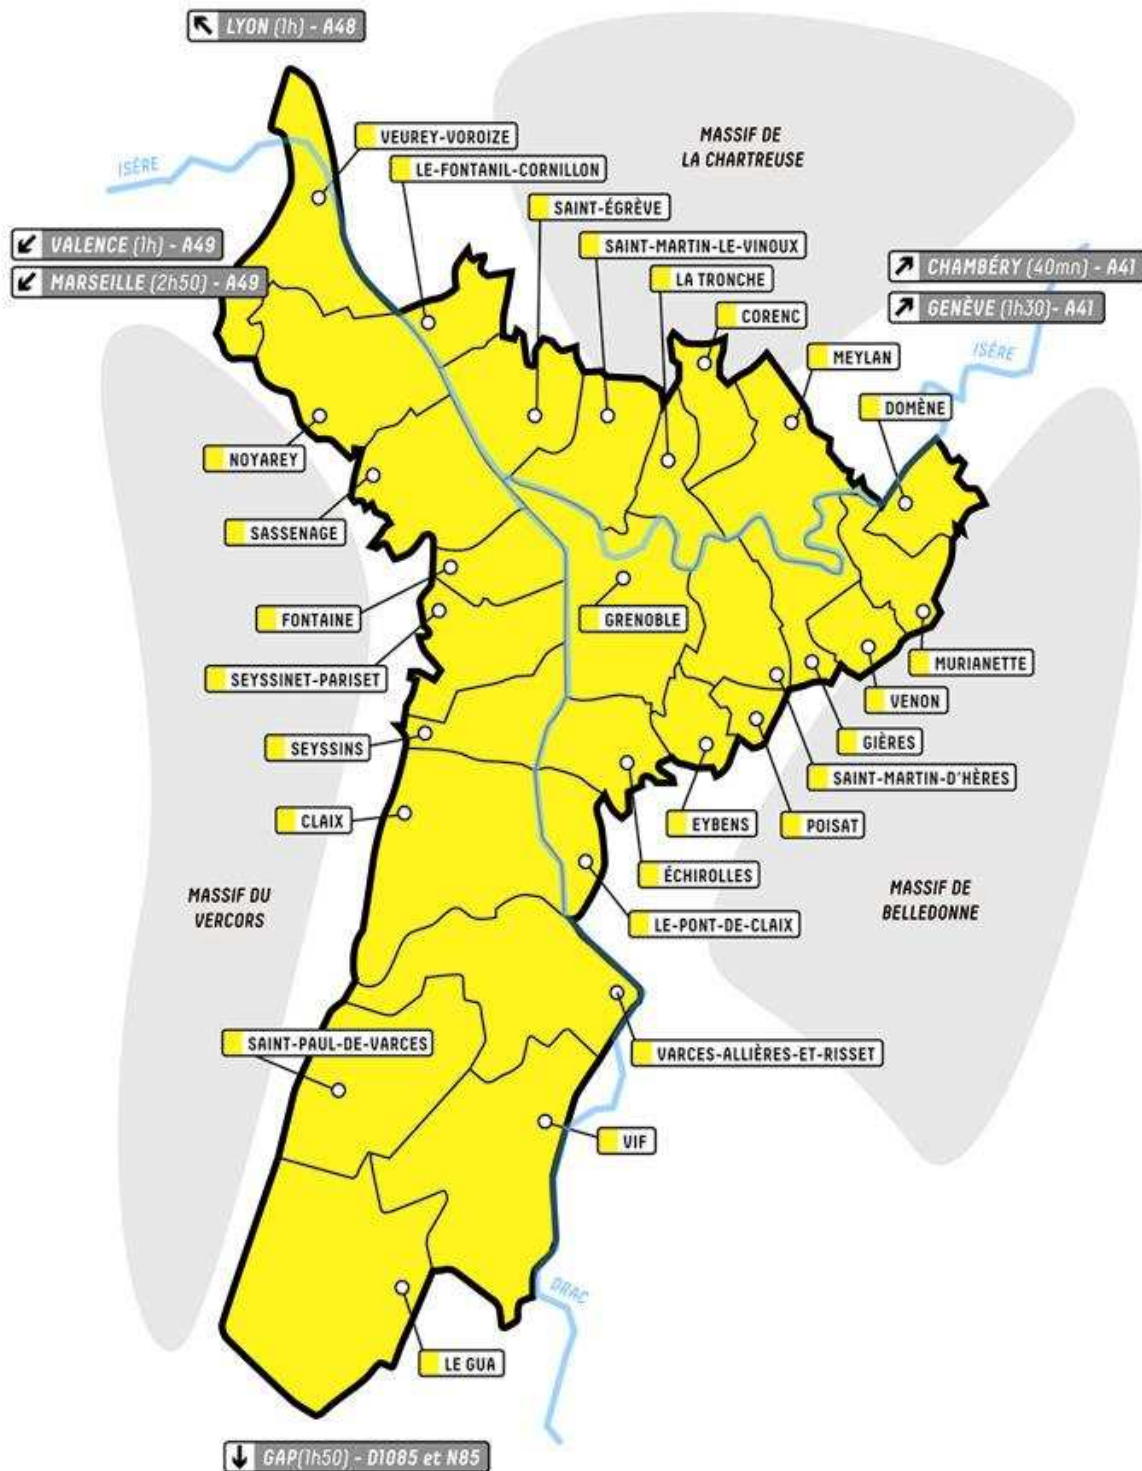 LYON (1h) - A48
VEUREY-VOROIZE
MASSIF DE
LA CHARTREUSE
ISÈRE
LE-FONTANIL-CORNILLON
SAINT-ÉGRÈVE
VALENCE (1h) - A49
SAINT-MARTIN-LE-VINOUX
CHAMBÉRY (40mn) - A41
MARSEILLE (2h50) - A49
LA TRONCHE
GENÈVE (1h30)- A41
CORENC
ISÈRE
MEYLAN
DOMÈNE
NOYAREY
SASSENAGE
FONTAINE
GRENOBLE
MURIANETTE
SEYSSINET-PARISET
VENON
SEYSSINS
GIÈRES
SAINT-MARTIN-D'HÈRES
CLAIX
EYBENS
POISAT
ÉCHIROLLES
MASSIF DU
VERCORS
MASSIF DE
BELLEDONNE
LE-PONT-DE-CLAIX
SAINT-PAUL-DE-VARCES
VARCES-ALLIÈRES-ET-RISSET
VIF
DRAC
LE GUA
GAP(1h50) - D1085 et N85